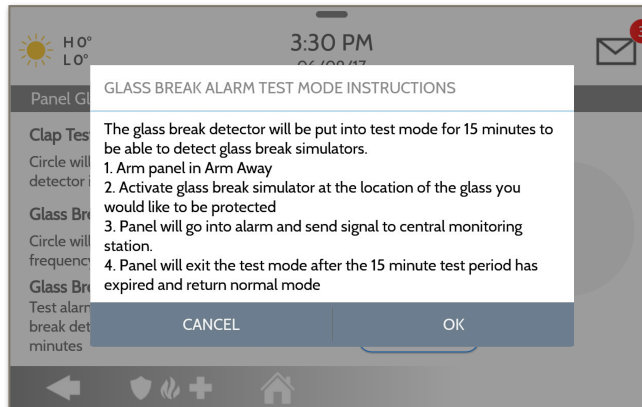 H 0°
L 0°
3:30 PM
06/08/17
3
Panel Gl
GLASS BREAK ALARM TEST MODE INSTRUCTIONS
The glass break detector will be put into test mode for 15 minutes to
be able to detect glass break simulators.
1. Arm panel in Arm Away
2. Activate glass break simulator at the location of the glass you
would like to be protected
3. Panel will go into alarm and send signal to central monitoring
station.
4. Panel will exit the test mode after the 15 minute test period has
expired and return normal mode
CANCEL
OK
Clap Tes
Circle will
detector i
Glass Bre
Circle will
frequency
Glass Bre
Test alarm
break det
minutes